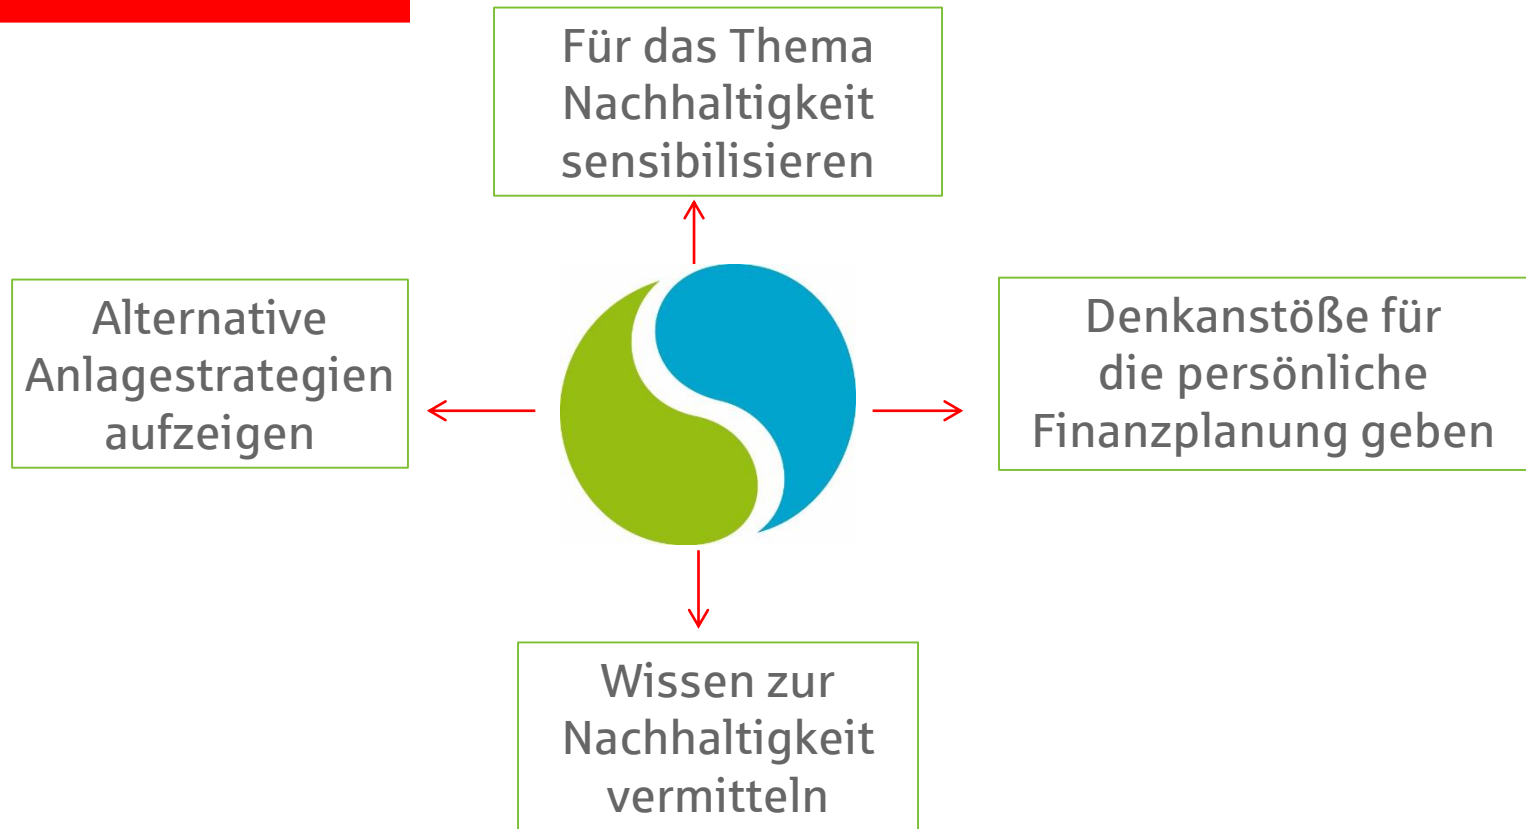 Für das Thema
Nachhaltigkeit
sensibilisieren
Alternative
Anlagestrategien
aufzeigen
Denkanstöße für
die persönliche
Finanzplanung geben
Wissen zur
Nachhaltigkeit
vermitteln